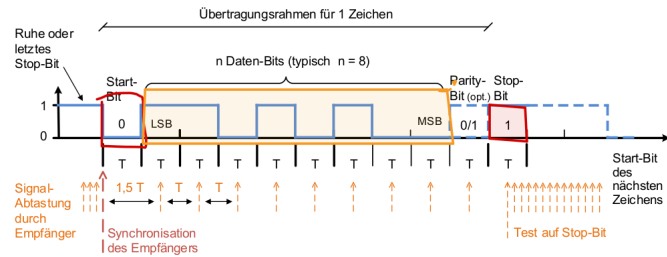 Übertragungsrahmen für 1 Zeichen
Ruhe oder
letztes
Stop-Bit
n Daten-Bits (typisch n = 8)
Start-
Bit
Parity-
Bit (opt.)
Stop-
Bit
1
0
0
LSB
MSB
0/1
1
T T T T T T T T T T T
Start-Bit
des
nächsten
Zeichens
Signal-
Abtastung
durch
Empfänger
1,5 T
T
T
Synchronisation
des Empfängers
Test auf Stop-Bit